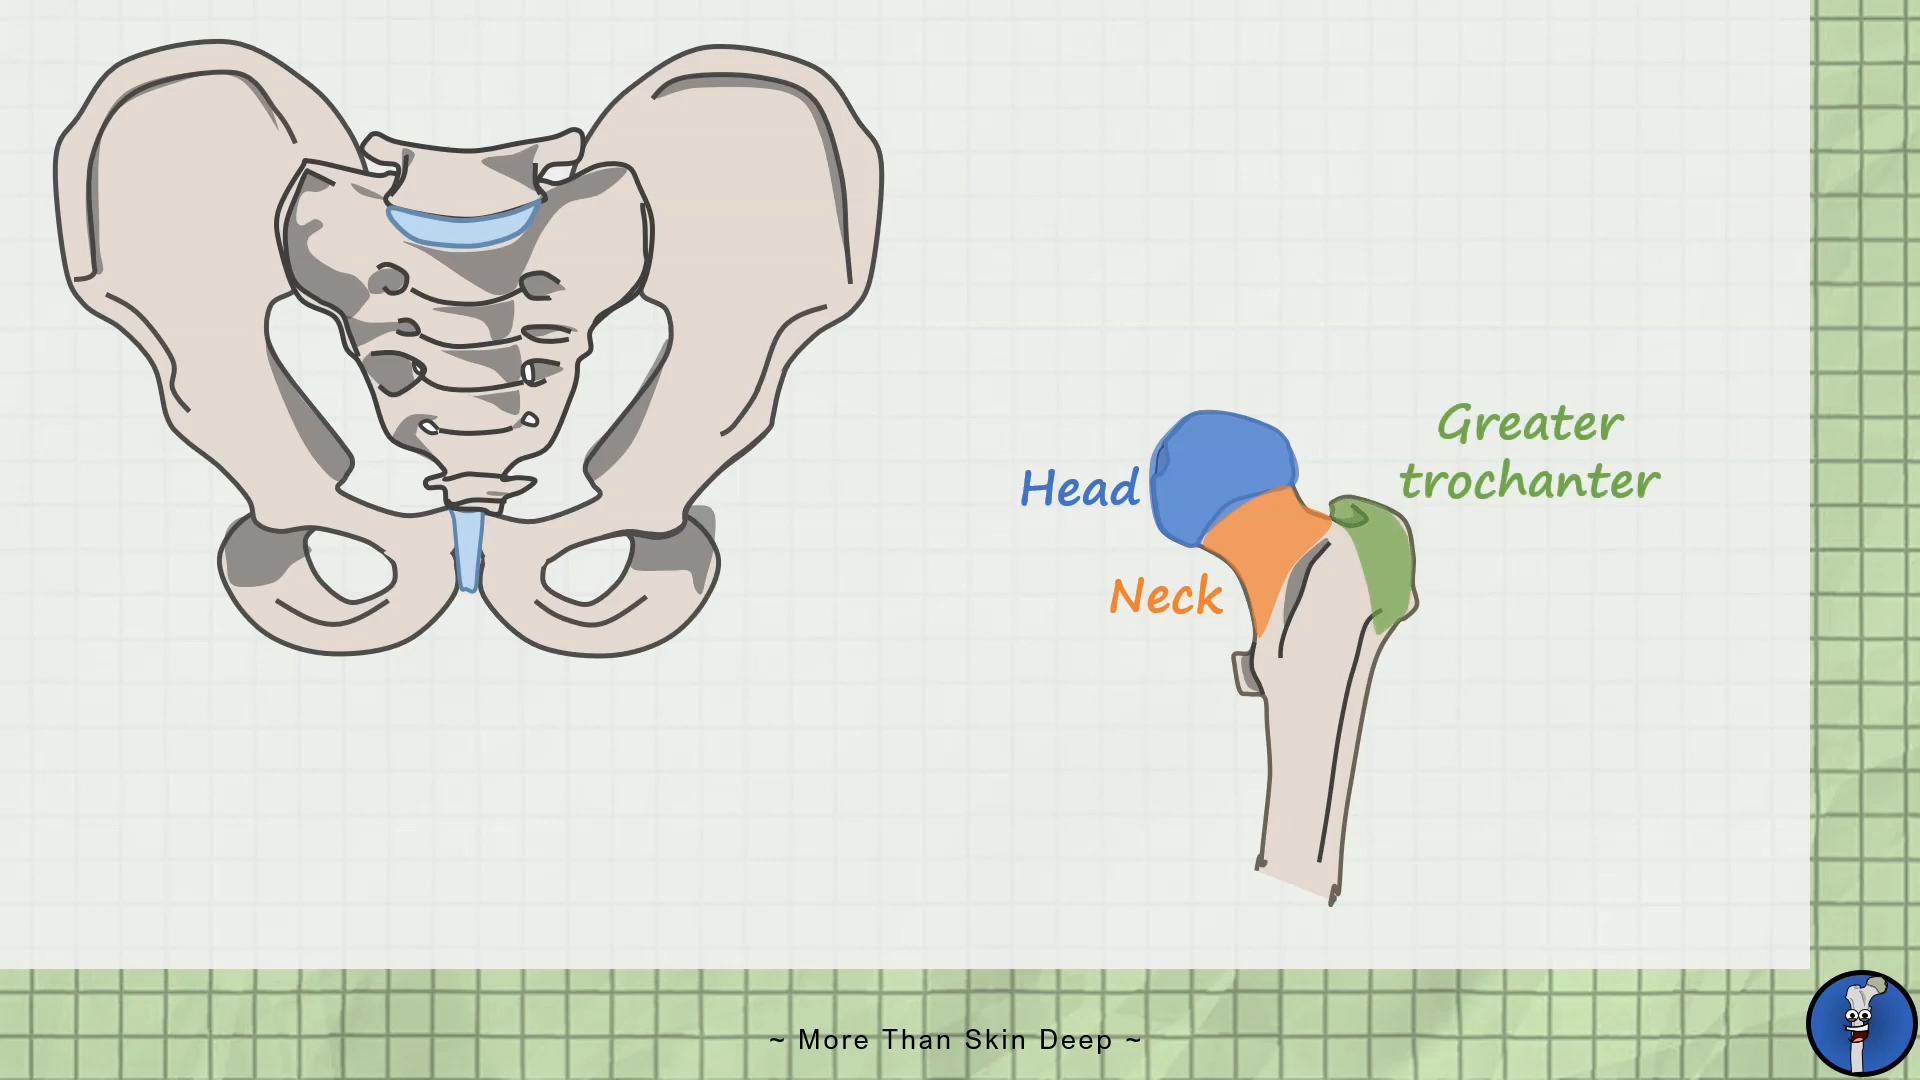 Greater
trochanter
Head
Neck
~ More Than Skin Deep ~